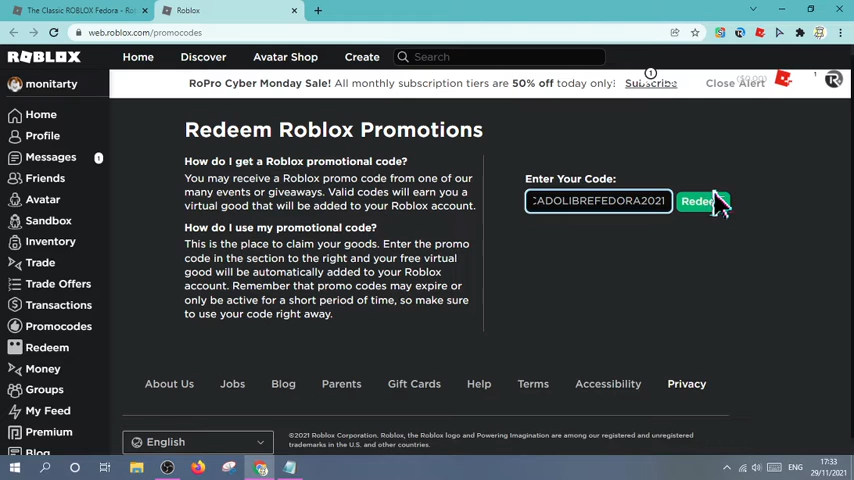 The Classic ROBLOX Fedora - Ro
Roblox
web.roblox.com/promocodes
ROBLOX
Home
Discover
Avatar Shop
Create
Search
monitarty
RoPro Cyber Monday Sale! All monthly subscription tiers are 50% off today only!
Subscribe
1
Close Alert
1
Home
Profile
Messages
1
Friends
Avatar
Sandbox
Inventory
Trade
Trade Offers
Transactions
Promocodes
Redeem
Money
Groups
My Feed
Premium
Blog
Redeem Roblox Promotions
How do I get a Roblox promotional code?
You may receive a Roblox promo code from one of our
many events or giveaways. Valid codes will earn you a
virtual good that will be added to your Roblox account.
How do I use my promotional code?
This is the place to claim your goods. Enter the promo
code in the section to the right and your free virtual
good will be automatically added to your Roblox
account. Remember that promo codes may expire or
only be active for a short period of time, so make sure
to use your code right away.
Enter Your Code:
CADOLIBREFEDORA2021
Redeem
About Us
Jobs
Blog
Parents
Gift Cards
Help
Terms
Accessibility
Privacy
English
©2021 Roblox Corporation. Roblox, the Roblox logo and Powering Imagination are among our registered and unregistered
trademarks in the U.S. and other countries.
ENG
17:33
29/11/2021